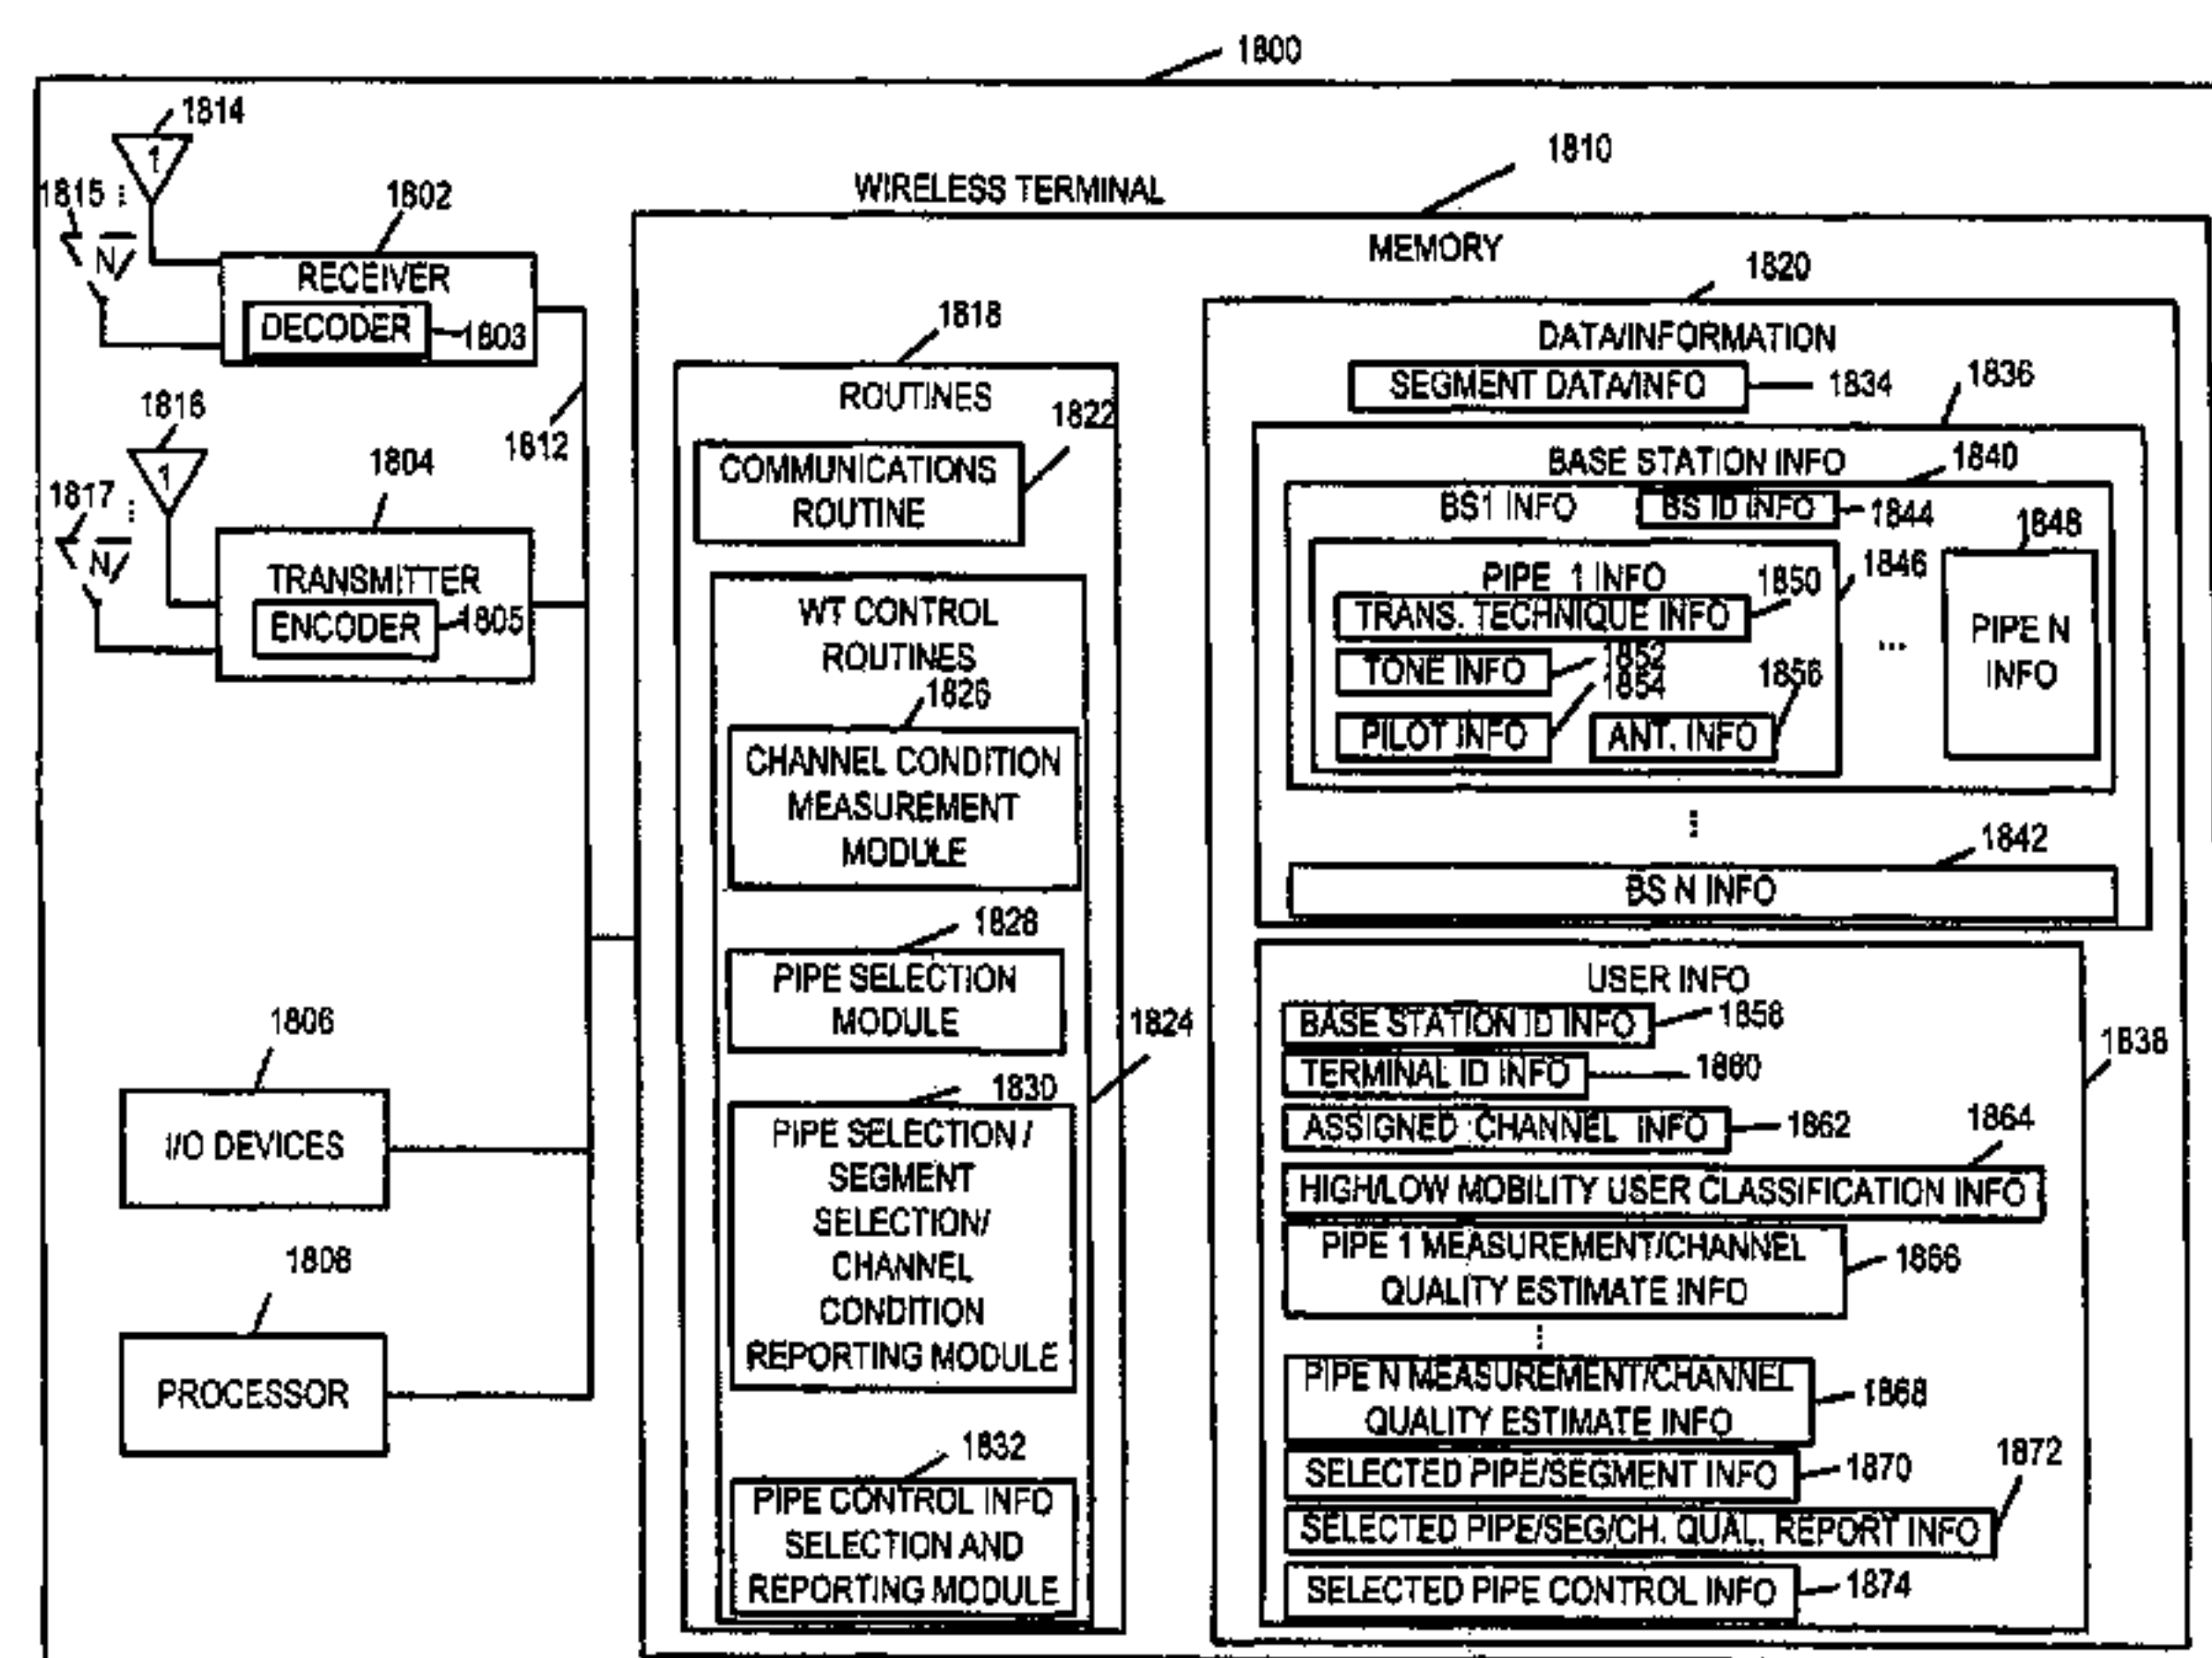 1800
1814
1
1815
N
1802
RECEIVER
DECODER
1803
1816
1
1817
N
1804
TRANSMITTER
ENCODER
1805
1812
1806
I/O DEVICES
1808
PROCESSOR
WIRELESS TERMINAL
1810
MEMORY
1818
ROUTINES
1822
COMMUNICATIONS
ROUTINE
WT CONTROL
ROUTINES
1826
CHANNEL CONDITION
MEASUREMENT
MODULE
1828
PIPE SELECTION
MODULE
1824
1830
PIPE SELECTION /
SEGMENT
SELECTION/
CHANNEL
CONDITION
REPORTING MODULE
1832
PIPE CONTROL INFO
SELECTION AND
REPORTING MODULE
1820
DATA/INFORMATION
SEGMENT DATA/INFO
1834
1836
BASE STATION INFO
1840
BS1 INFO
BS ID INFO
1844
1848
PIPE 1 INFO
1846
1850
TRANS. TECHNIQUE INFO
TONE INFO
1852
1854
1856
PILOT INFO
ANT. INFO
...
PIPE N
INFO
1842
BS N INFO
USER INFO
1838
BASE STATION ID INFO
1858
TERMINAL ID INFO
1860
ASSIGNED CHANNEL INFO
1862
1864
HIGH/LOW MOBILITY USER CLASSIFICATION INFO
PIPE 1 MEASUREMENT/CHANNEL
QUALITY ESTIMATE INFO
1866
PIPE N MEASUREMENT/CHANNEL
QUALITY ESTIMATE INFO
1868
SELECTED PIPE/SEGMENT INFO
1870
1872
SELECTED PIPE/SEG/CH. QUAL. REPORT INFO
SELECTED PIPE CONTROL INFO
1874